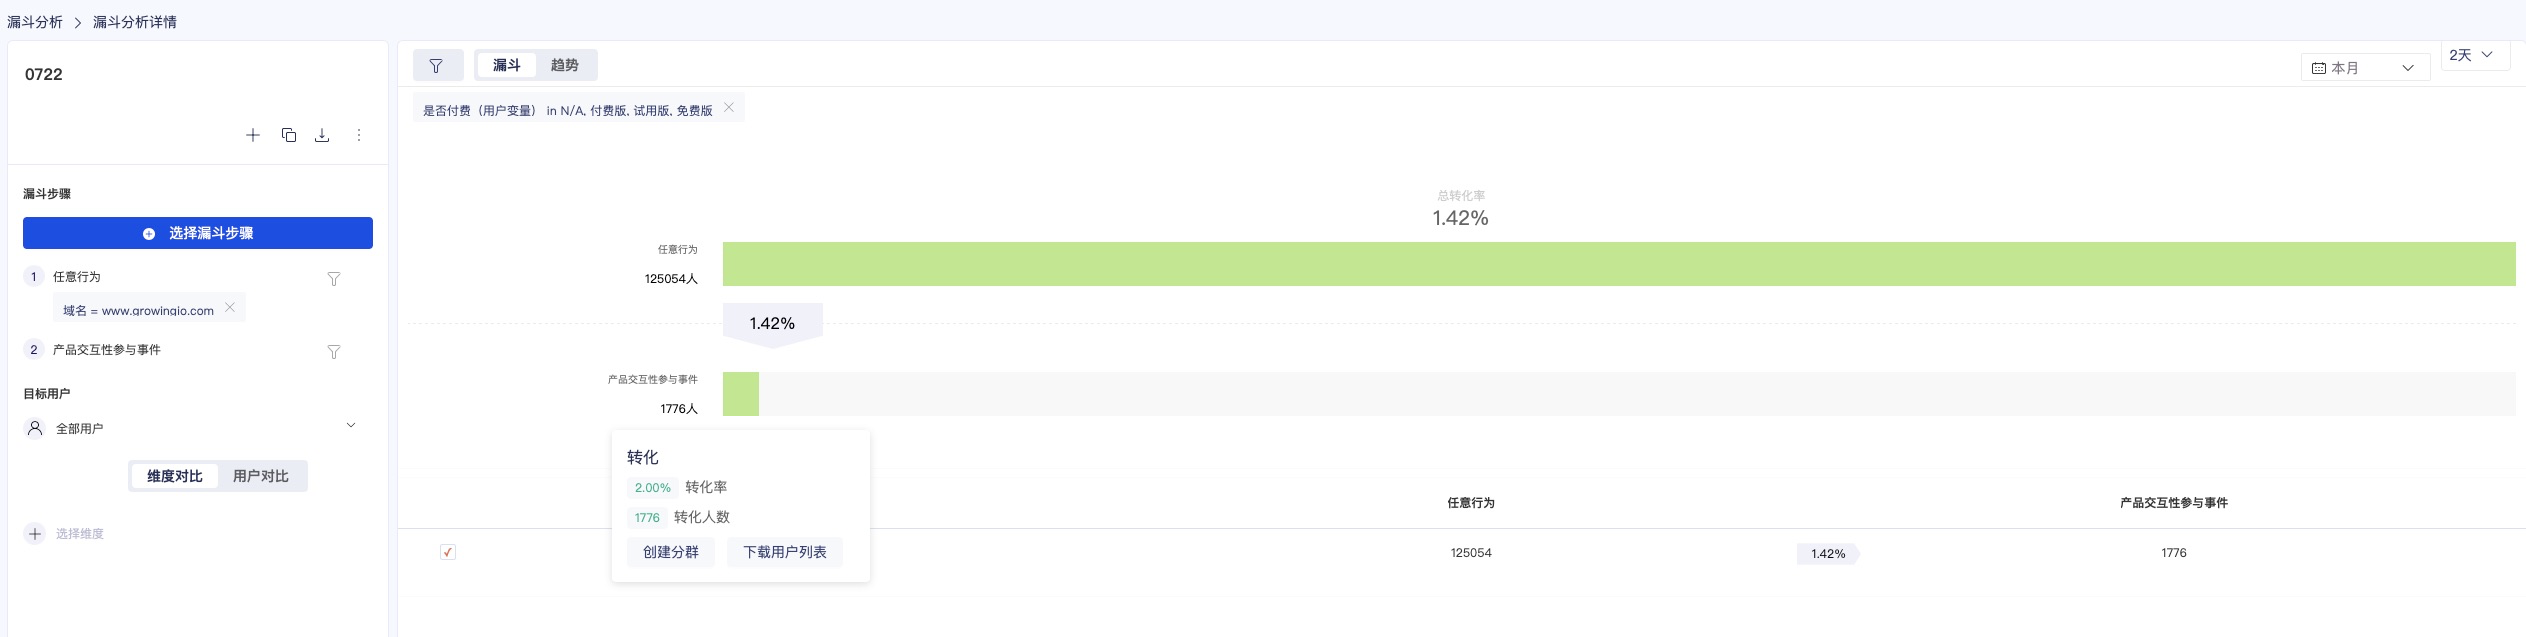 漏斗分析 > 漏斗分析详情
0722
漏斗步骤
选择漏斗步骤
1 任意行为
域名 = www.growingio.com
2 产品交互性参与事件
目标用户
全部用户
维度对比 用户对比
选择维度
漏斗 趋势
本月
2天
是否付费（用户变量） in N/A, 付费版, 试用版, 免费版
总转化率
1.42%
任意行为
125054人
1.42%
产品交互性参与事件
1776人
转化
2.00% 转化率
1776 转化人数
创建分群 下载用户列表
任意行为 产品交互性参与事件
125054 1.42% 1776